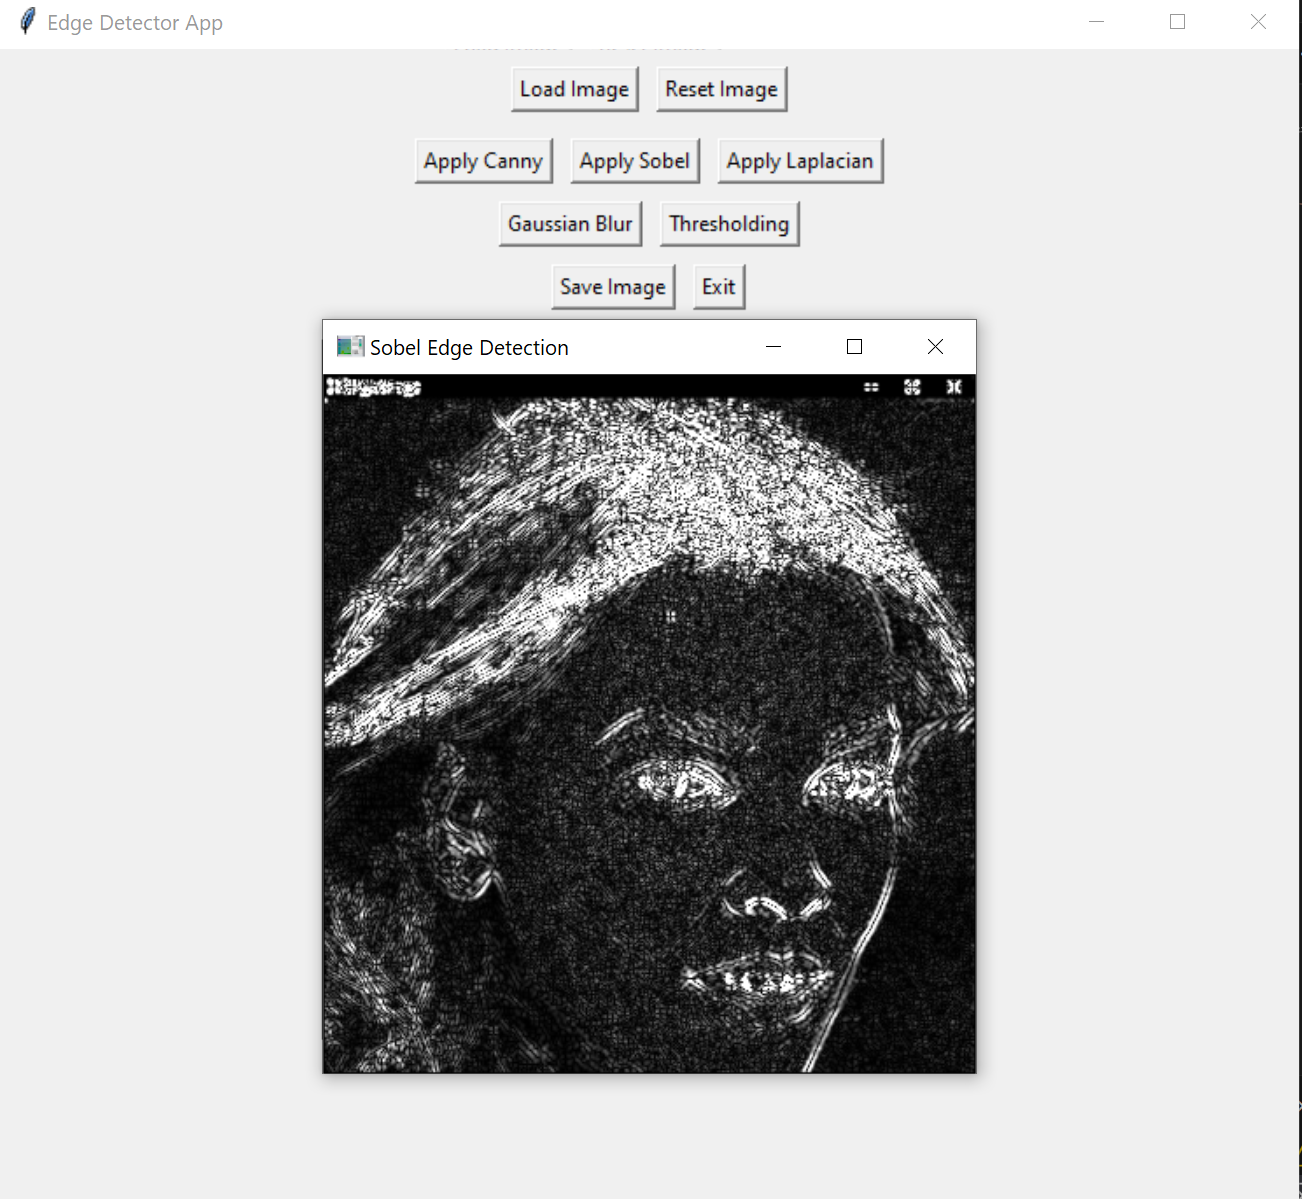 Edge Detector App
Load Image Reset Image
Apply Canny Apply Sobel Apply Laplacian
Gaussian Blur Thresholding
Save Image Exit
Sobel Edge Detection